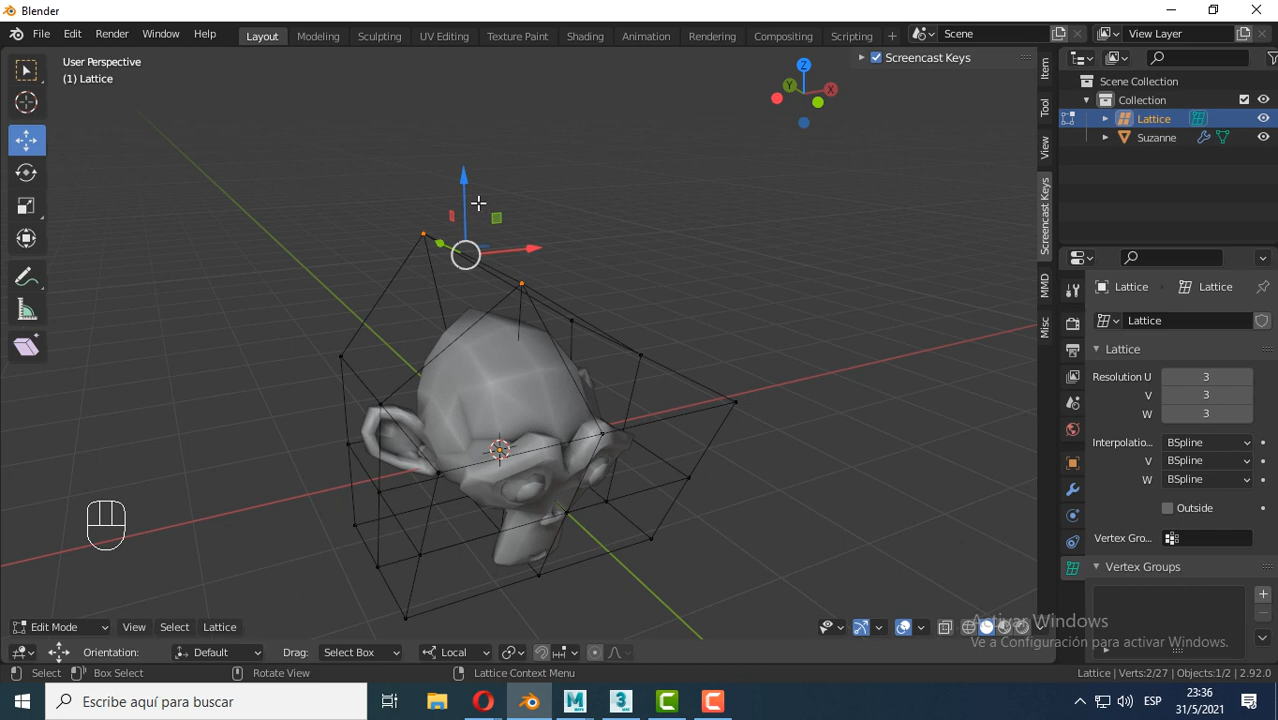 Blender
File Edit Render Window Help Layout Modeling Sculpting UV Editing Texture Paint Shading Animation Rendering Compositing Scripting + Scene View Layer
User Perspective
(1) Lattice
Screencast Keys
Z
Y
X
Item
Tool
View
Screencast Keys
MMD
Misc
Scene Collection
Collection
Lattice
Suzanne
Lattice Lattice
Lattice
Lattice
Resolution U 3
V 3
W 3
Interpolatio... BSpline
V BSpline
W BSpline
Outside
Vertex Gro...
Vertex Groups
Activar Windows
Ve a Configuración para activar Windows.
Edit Mode View Select Lattice
Orientation: Default Drag: Select Box Local
Select Box Select Rotate View Lattice Context Menu Lattice | Verts:2/27 | Objects:1/2 | 2.92.0
Escribe aquí para buscar
ESP
23:36
31/5/2021